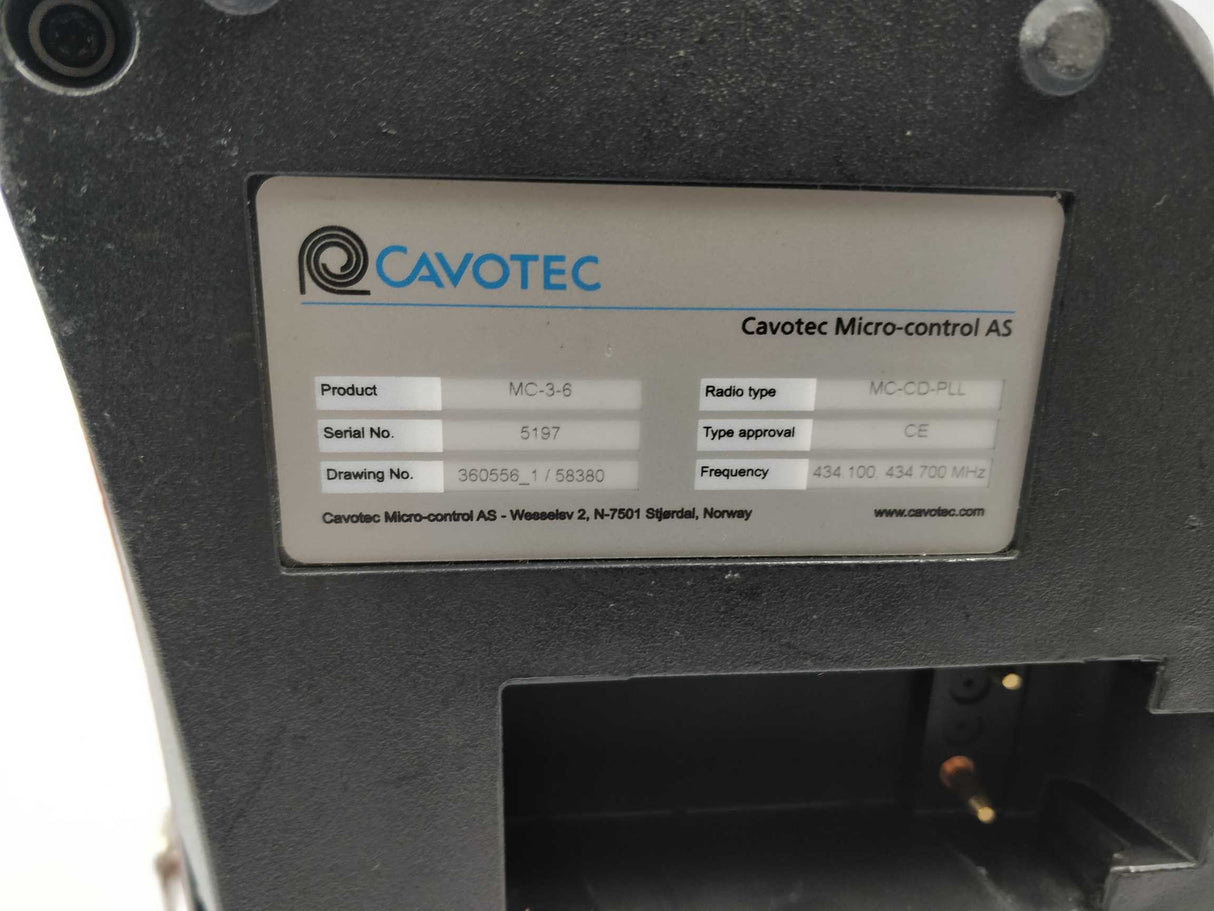 CAVOTEC
Cavotec Micro-control AS
Product MC-3-6
Serial No. 5197
Drawing No. 360556_1 / 58380
Radio type MC-CD-PLL
Type approval CE
Frequency 434.100, 434.700 MHz
Cavotec Micro-control AS - Wesselsv 2, N-7501 Stjørdal, Norway
www.cavotec.com